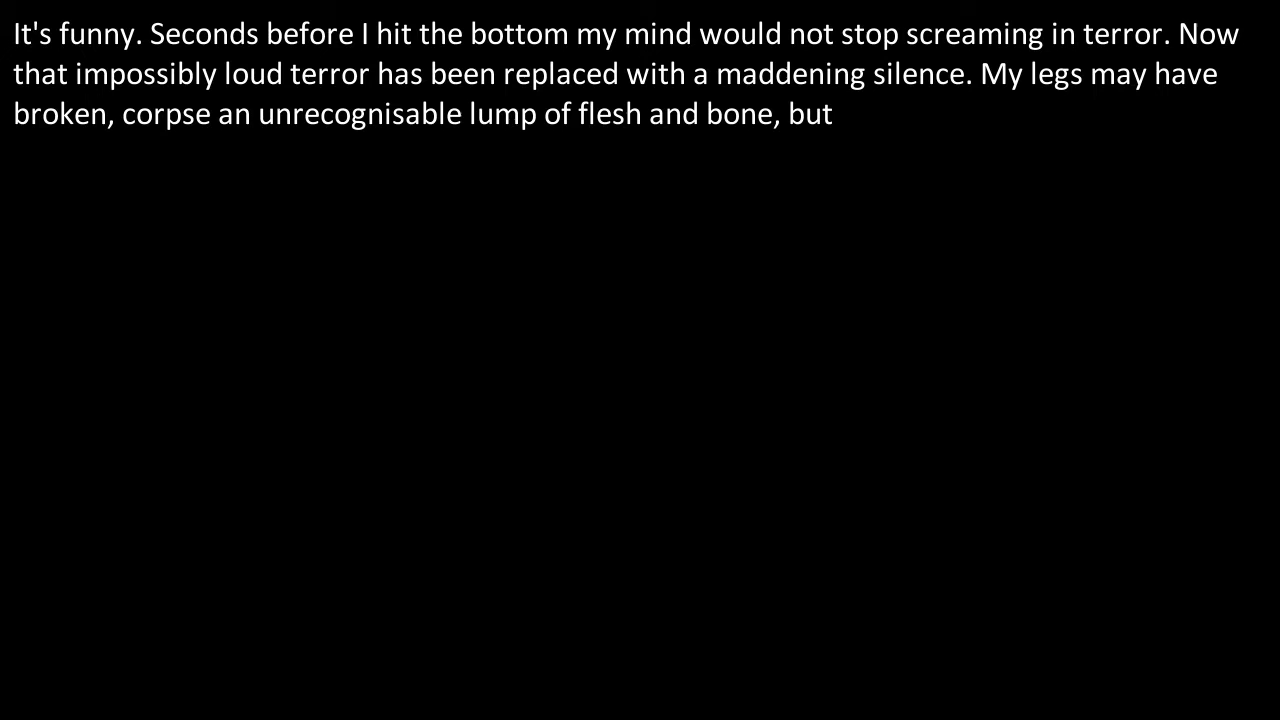 It's funny. Seconds before I hit the bottom my mind would not stop screaming in terror. Now
that impossibly loud terror has been replaced with a maddening silence. My legs may have
broken, corpse an unrecognisable lump of flesh and bone, but